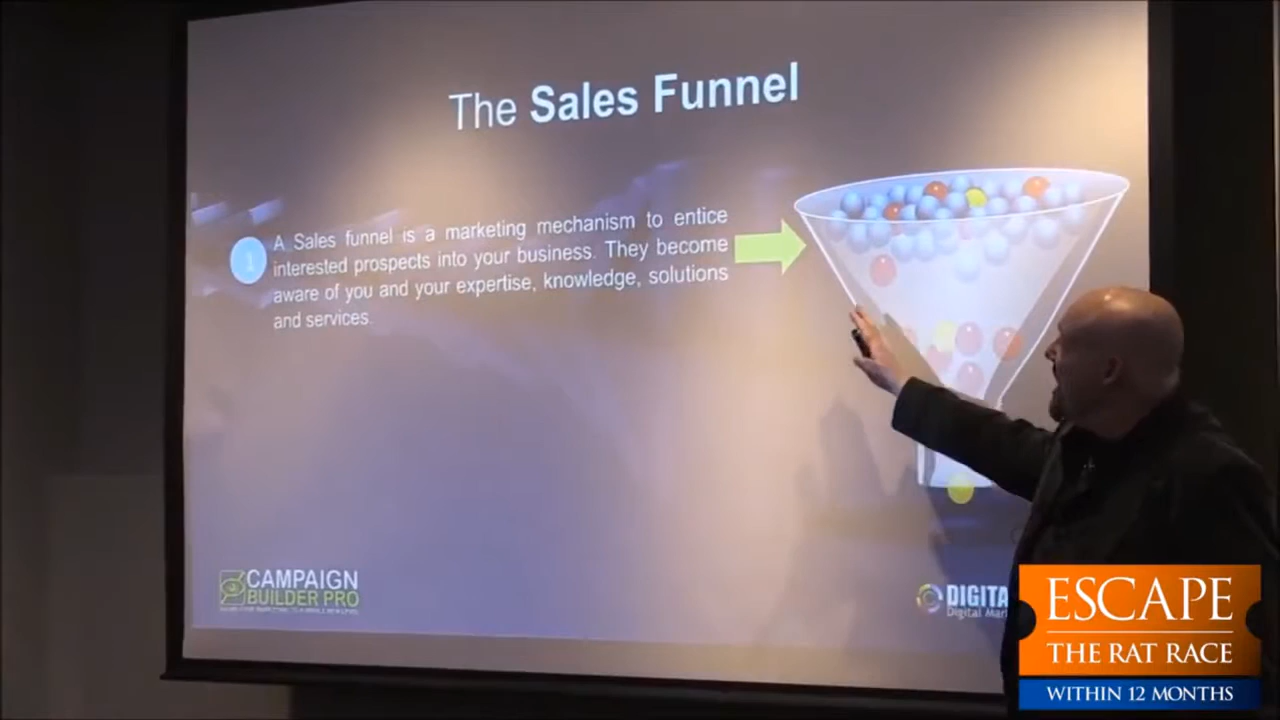 The Sales Funnel
1
A Sales funnel is a marketing mechanism to entice
interested prospects into your business. They become
aware of you and your expertise, knowledge, solutions
and services.
CAMPAIGN
BUILDER PRO
DIGITA
Digital Mar
ESCAPE
THE RAT RACE
WITHIN 12 MONTHS